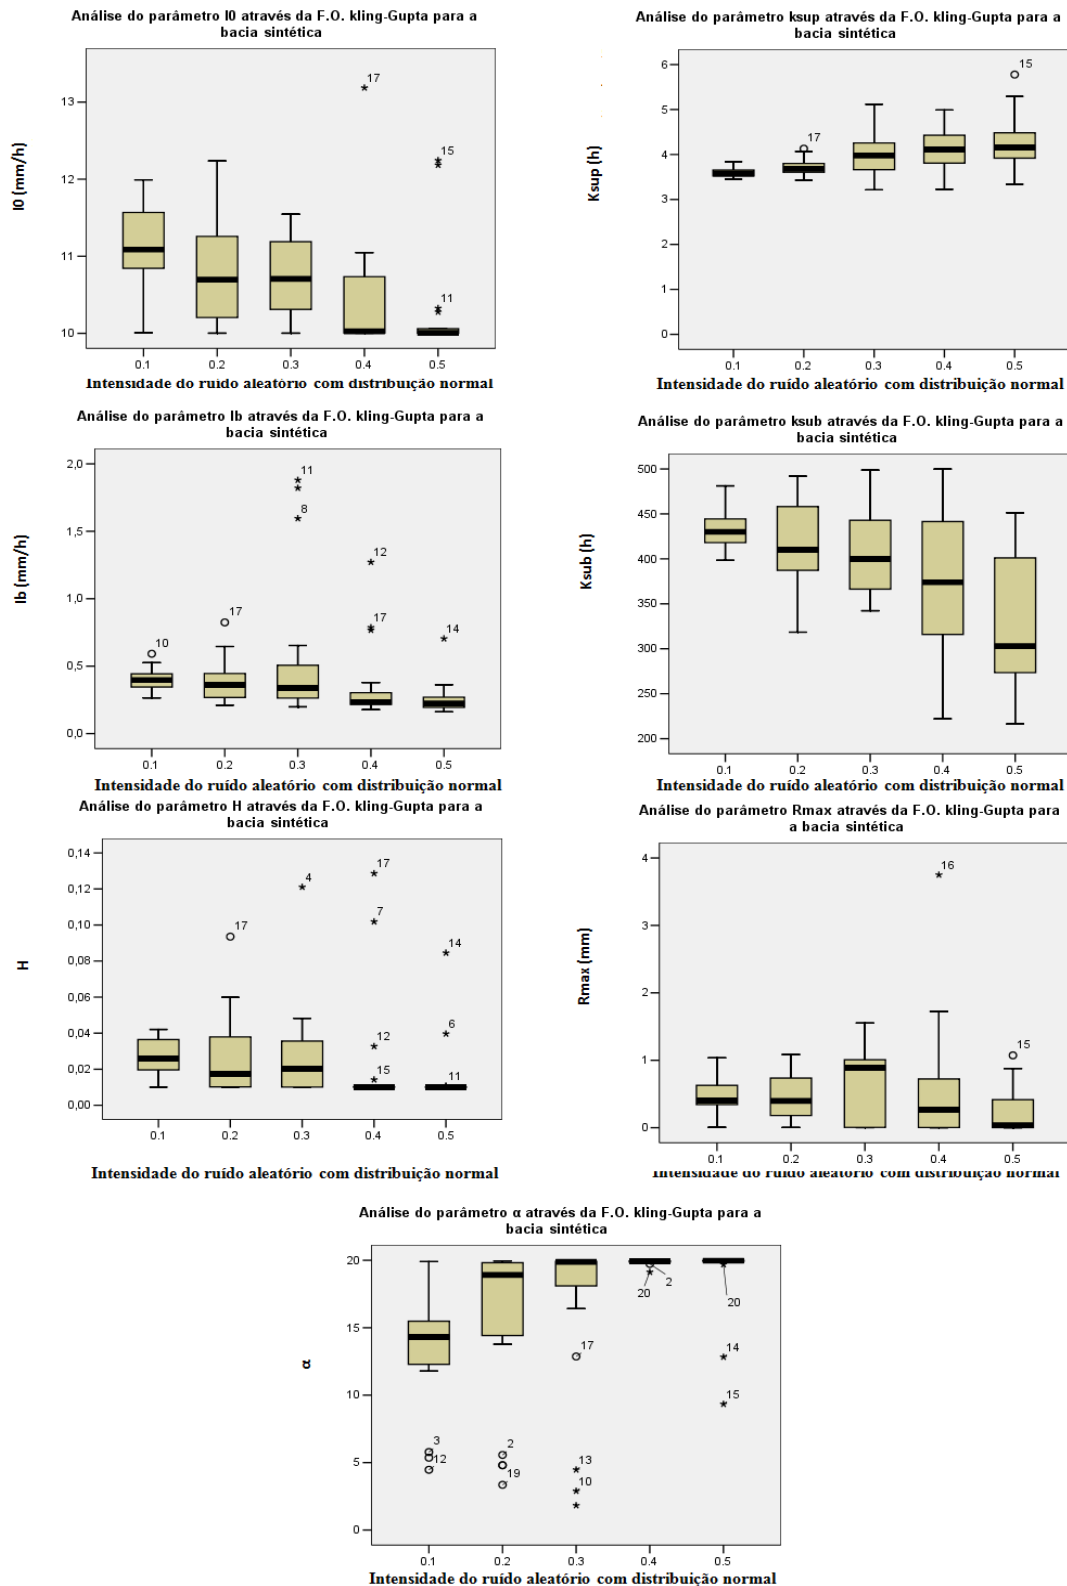 Análise do parâmetro I0 através da F.O. kling-Gupta para a
bacia sintética
I0 (mm/h)
13
12
11
10
17
15
11
0.1 0.2 0.3 0.4 0.5
Intensidade do ruído aleatório com distribuição normal
Análise do parâmetro ksup através da F.O. kling-Gupta para a
bacia sintética
Ksup (h)
6
5
4
3
2
1
0
17
15
0.1 0.2 0.3 0.4 0.5
Intensidade do ruído aleatório com distribuição normal
Análise do parâmetro Ib através da F.O. kling-Gupta para a
bacia sintética
Ib (mm/h)
2,0
1,5
1,0
0,5
0,0
10
17
11
8
12
17
14
0.1 0.2 0.3 0.4 0.5
Intensidade do ruído aleatório com distribuição normal
Análise do parâmetro ksub através da F.O. kling-Gupta para a
bacia sintética
Ksub (h)
500
450
400
350
300
250
200
0.1 0.2 0.3 0.4 0.5
Intensidade do ruído aleatório com distribuição normal
Análise do parâmetro H através da F.O. kling-Gupta para a
bacia sintética
H
0,14
0,12
0,10
0,08
0,06
0,04
0,02
0,00
17
4
17
7
12
15
14
6
11
0.1 0.2 0.3 0.4 0.5
Intensidade do ruído aleatório com distribuição normal
Análise do parâmetro Rmax através da F.O. kling-Gupta para
a bacia sintética
Rmax (mm)
4
3
2
1
0
16
15
0.1 0.2 0.3 0.4 0.5
Intensidade do ruído aleatório com distribuição normal
Análise do parâmetro α através da F.O. kling-Gupta para a
bacia sintética
α
20
15
10
5
0
3
12
2
19
17
13
10
20
2
20
14
15
0.1 0.2 0.3 0.4 0.5
Intensidade do ruído aleatório com distribuição normal